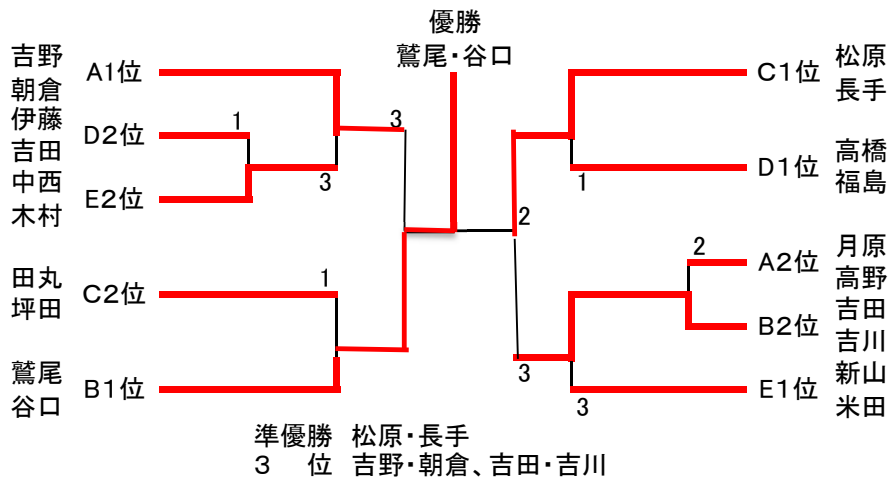 優勝
鷲尾・谷口
吉野
朝倉
A1位
伊藤
吉田
D2位
1
中西
木村
E2位
3
3
田丸
坪田
C2位
1
鷲尾
谷口
B1位
C1位
松原
長手
D1位
高橋
福島
1
2
A2位
月原
高野
2
B2位
吉田
吉川
3
E1位
新山
米田
3
準優勝 松原・長手
3 位 吉野・朝倉、吉田・吉川